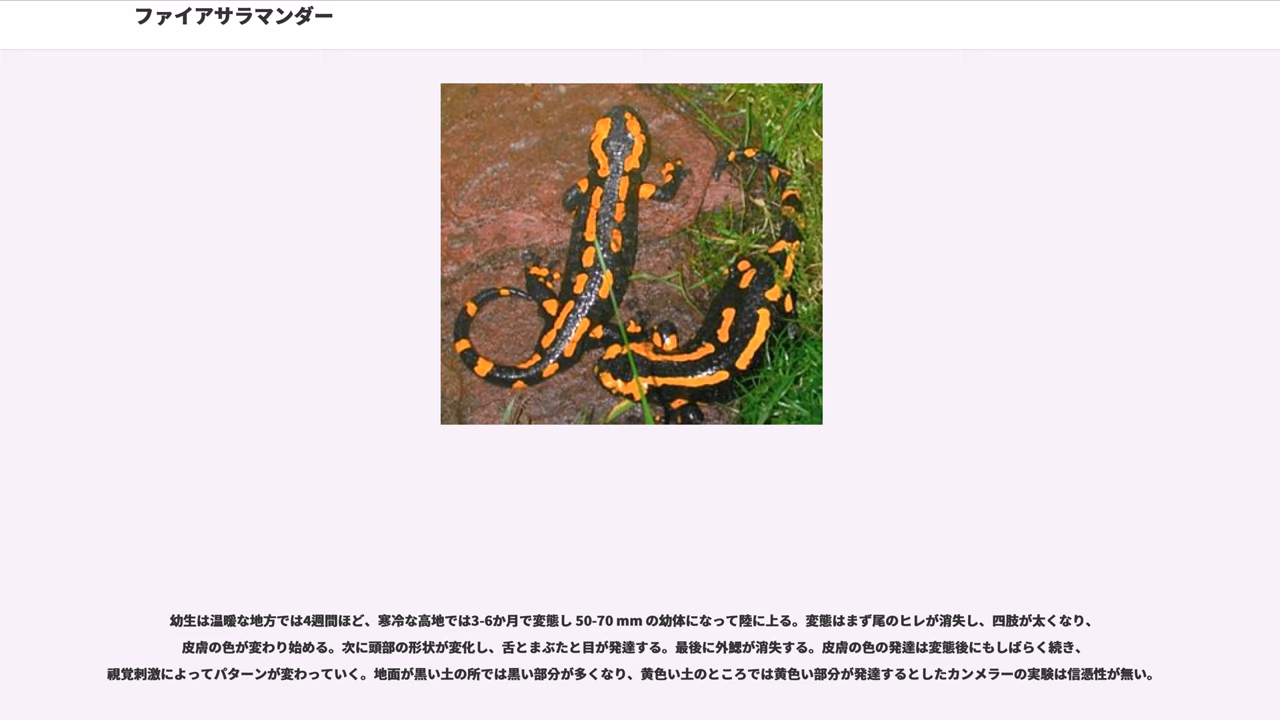 ファイアサラマンダー
幼生は温暖な地方では4週間ほど、寒冷な高地では3-6か月で変態し 50-70 mm の幼体になって陸に上る。変態はまず尾のヒレが消失し、四肢が太くなり、
皮膚の色が変わり始める。次に頭部の形状が変化し、舌とまぶたと目が発達する。最後に外鰓が消失する。皮膚の色の発達は変態後にもしばらく続き、
視覚刺激によってパターンが変わっていく。地面が黒い土の所では黒い部分が多くなり、黄色い土のところでは黄色い部分が発達するとしたカンメラーの実験は信憑性が無い。